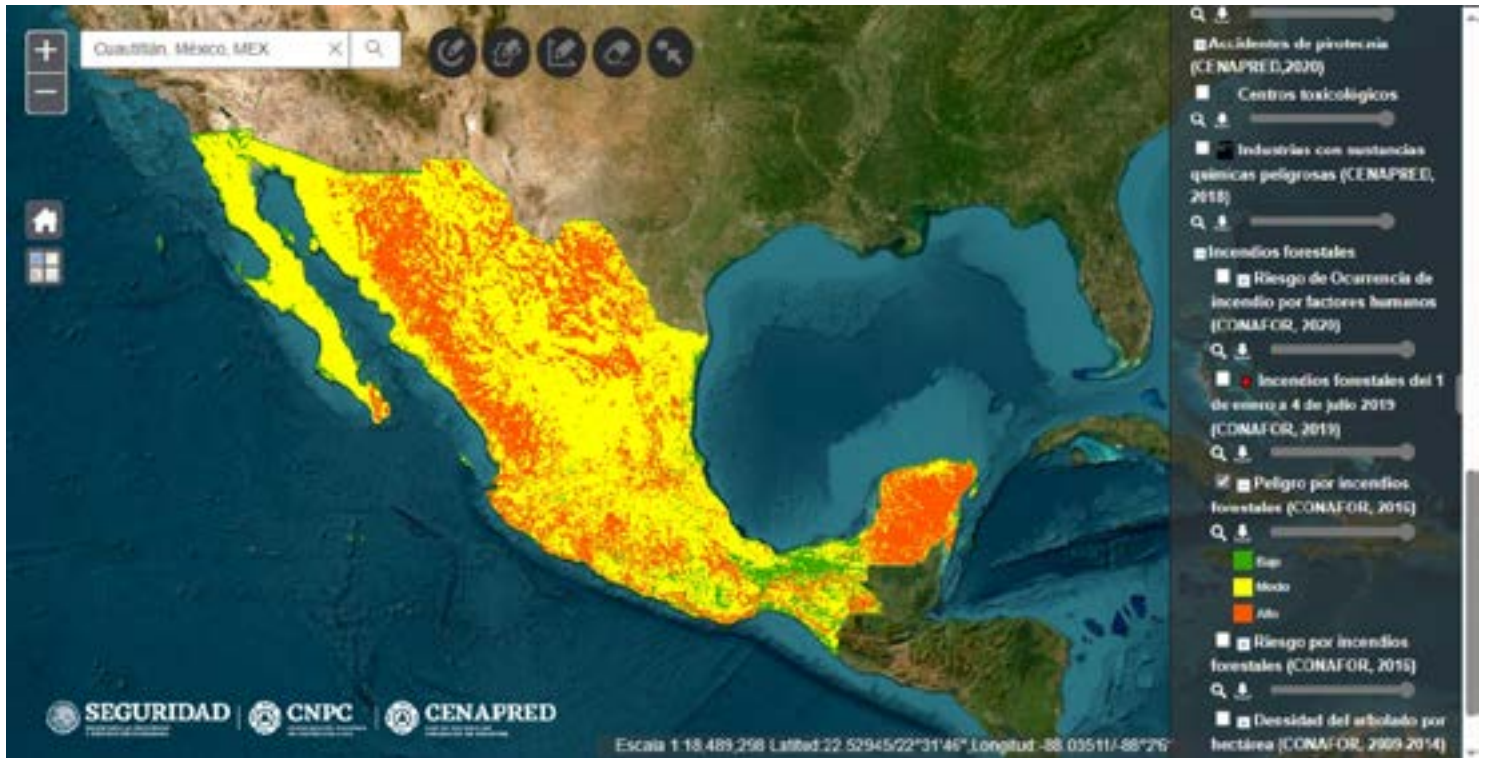 Cuautitlán, México, MEX
Accidentes de pirotecnia
(CENAPRED,2020)
Centros toxicológicos
Industrias con sustancias
químicas peligrosas (CENAPRED,
2018)
Incendios forestales
Riesgo de Ocurrencia de
incendio por factores humanos
(CONAFOR, 2020)
Incendios forestales del 1
de enero a 4 de julio 2019
(CONAFOR, 2019)
Peligro por incendios
forestales (CONAFOR, 2015)
Bajo
Medio
Alto
Riesgo por incendios
forestales (CONAFOR, 2015)
Densidad del arbolado por
hectárea (CONAFOR, 2009-2014)
SEGURIDAD
CNPC
CENAPRED
Escala 1:18,489,298 Latitud:22.52945/22°31'46",Longitud:-88.03511/-88°2'6"